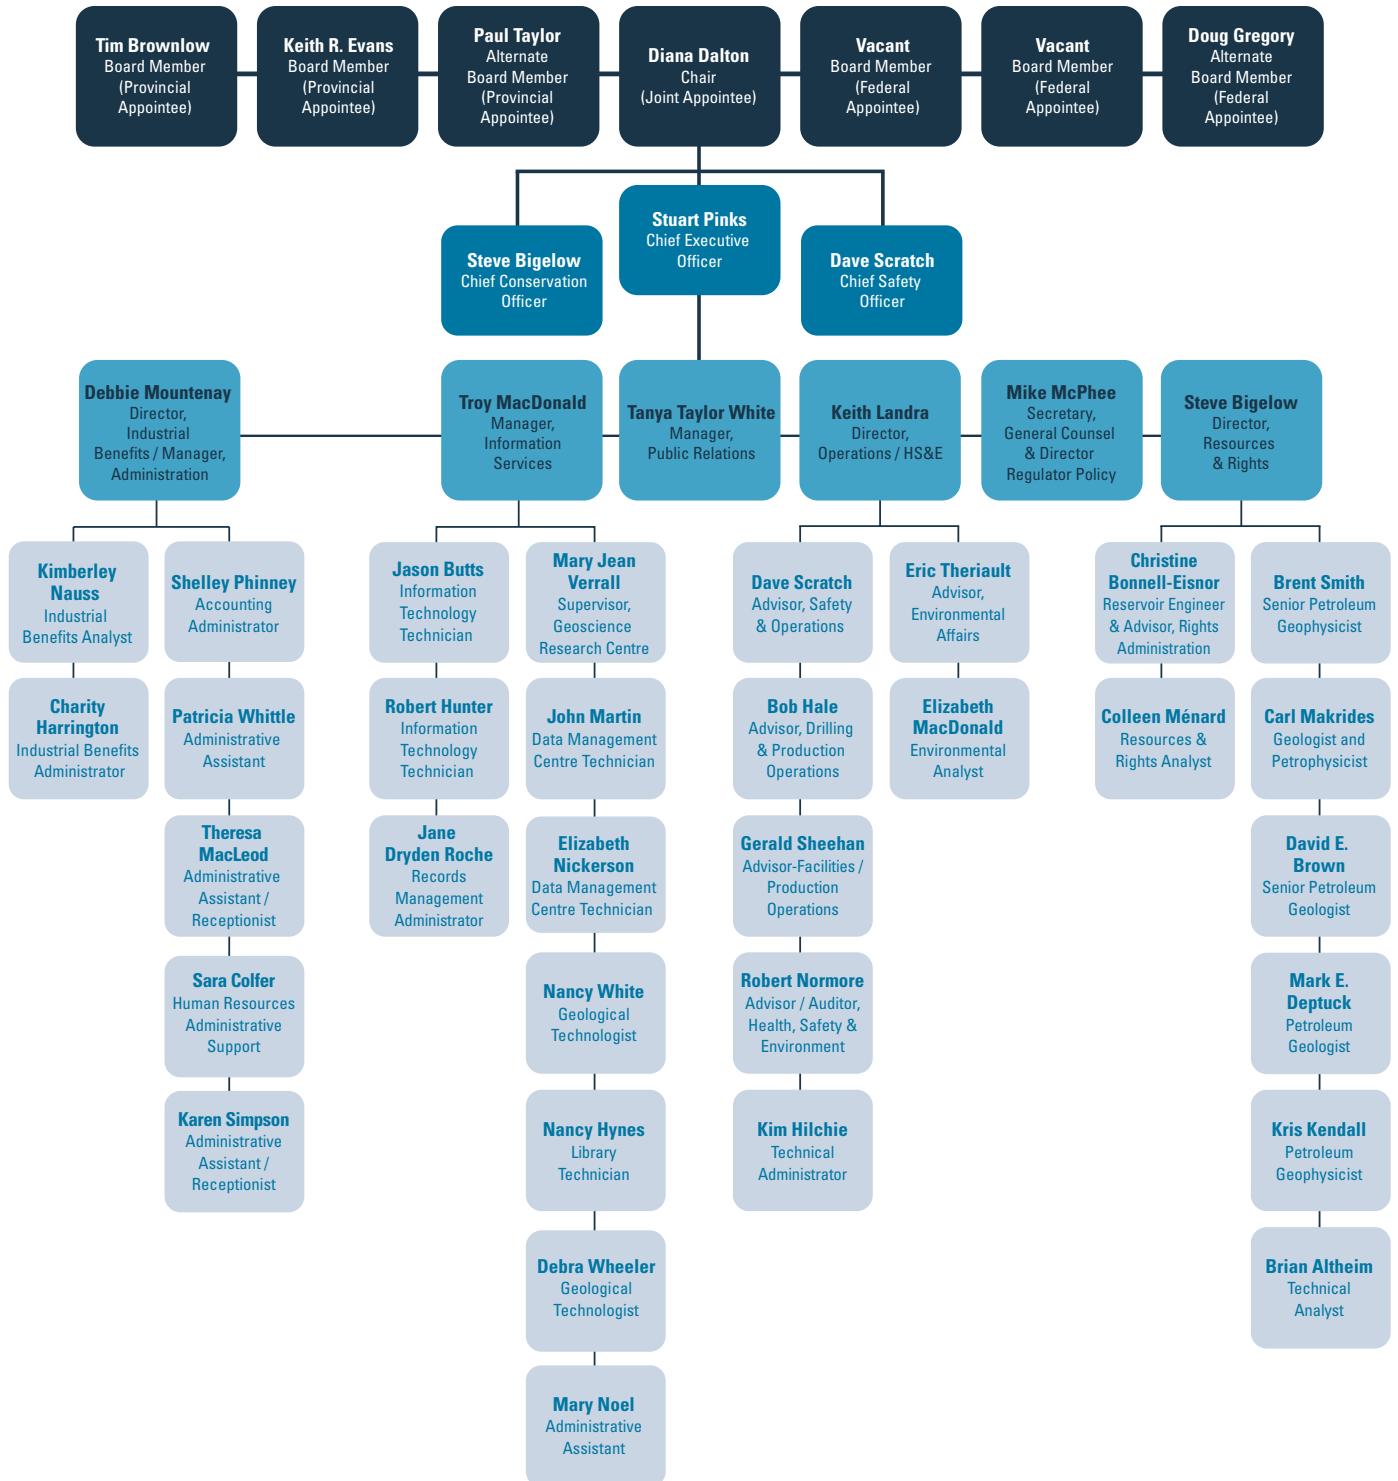 Tim Brownlow
Board Member
(Provincial
Appointee)
Keith R. Evans
Board Member
(Provincial
Appointee)
Paul Taylor
Alternate
Board Member
(Provincial
Appointee)
Diana Dalton
Chair
(Joint Appointee)
Vacant
Board Member
(Federal
Appointee)
Vacant
Board Member
(Federal
Appointee)
Doug Gregory
Alternate
Board Member
(Federal
Appointee)
Stuart Pinks
Chief Executive
Officer
Steve Bigelow
Chief Conservation
Officer
Dave Scratch
Chief Safety
Officer
Debbie Mountenay
Director,
Industrial
Benefits / Manager,
Administration
Troy MacDonald
Manager,
Information
Services
Tanya Taylor White
Manager,
Public Relations
Keith Landra
Director,
Operations / HS&E
Mike McPhee
Secretary,
General Counsel
& Director
Regulator Policy
Steve Bigelow
Director,
Resources
& Rights
Kimberley
Nauss
Industrial
Benefits Analyst
Charity
Harrington
Industrial Benefits
Administrator
Shelley Phinney
Accounting
Administrator
Patricia Whittle
Administrative
Assistant
Theresa
MacLeod
Administrative
Assistant /
Receptionist
Sara Colfer
Human Resources
Administrative
Support
Karen Simpson
Administrative
Assistant /
Receptionist
Jason Butts
Information
Technology
Technician
Robert Hunter
Information
Technology
Technician
Jane
Dryden Roche
Records
Management
Administrator
Mary Jean
Verrall
Supervisor,
Geoscience
Research Centre
John Martin
Data Management
Centre Technician
Elizabeth
Nickerson
Data Management
Centre Technician
Nancy White
Geological
Technologist
Nancy Hynes
Library
Technician
Debra Wheeler
Geological
Technologist
Mary Noel
Administrative
Assistant
Dave Scratch
Advisor, Safety
& Operations
Bob Hale
Advisor, Drilling
& Production
Operations
Gerald Sheehan
Advisor-Facilities /
Production
Operations
Robert Normore
Advisor / Auditor,
Health, Safety &
Environment
Kim Hilchie
Technical
Administrator
Eric Theriault
Advisor,
Environmental
Affairs
Elizabeth
MacDonald
Environmental
Analyst
Christine
Bonnell-Eisnor
Reservoir Engineer
& Advisor, Rights
Administration
Colleen Ménard
Resources &
Rights Analyst
Brent Smith
Senior Petroleum
Geophysicist
Carl Makrides
Geologist and
Petrophysicist
David E.
Brown
Senior Petroleum
Geologist
Mark E.
Deptuck
Petroleum
Geologist
Kris Kendall
Petroleum
Geophysicist
Brian Altheim
Technical
Analyst